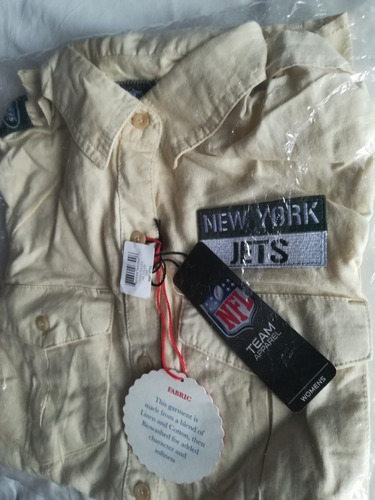 NEW YORK
JETS
NFL
TEAM
APPAREL
WOMENS
FABRIC
This garment is
made from a blend of
Linen and Cotton, then
Biowashed for added
character and
softness